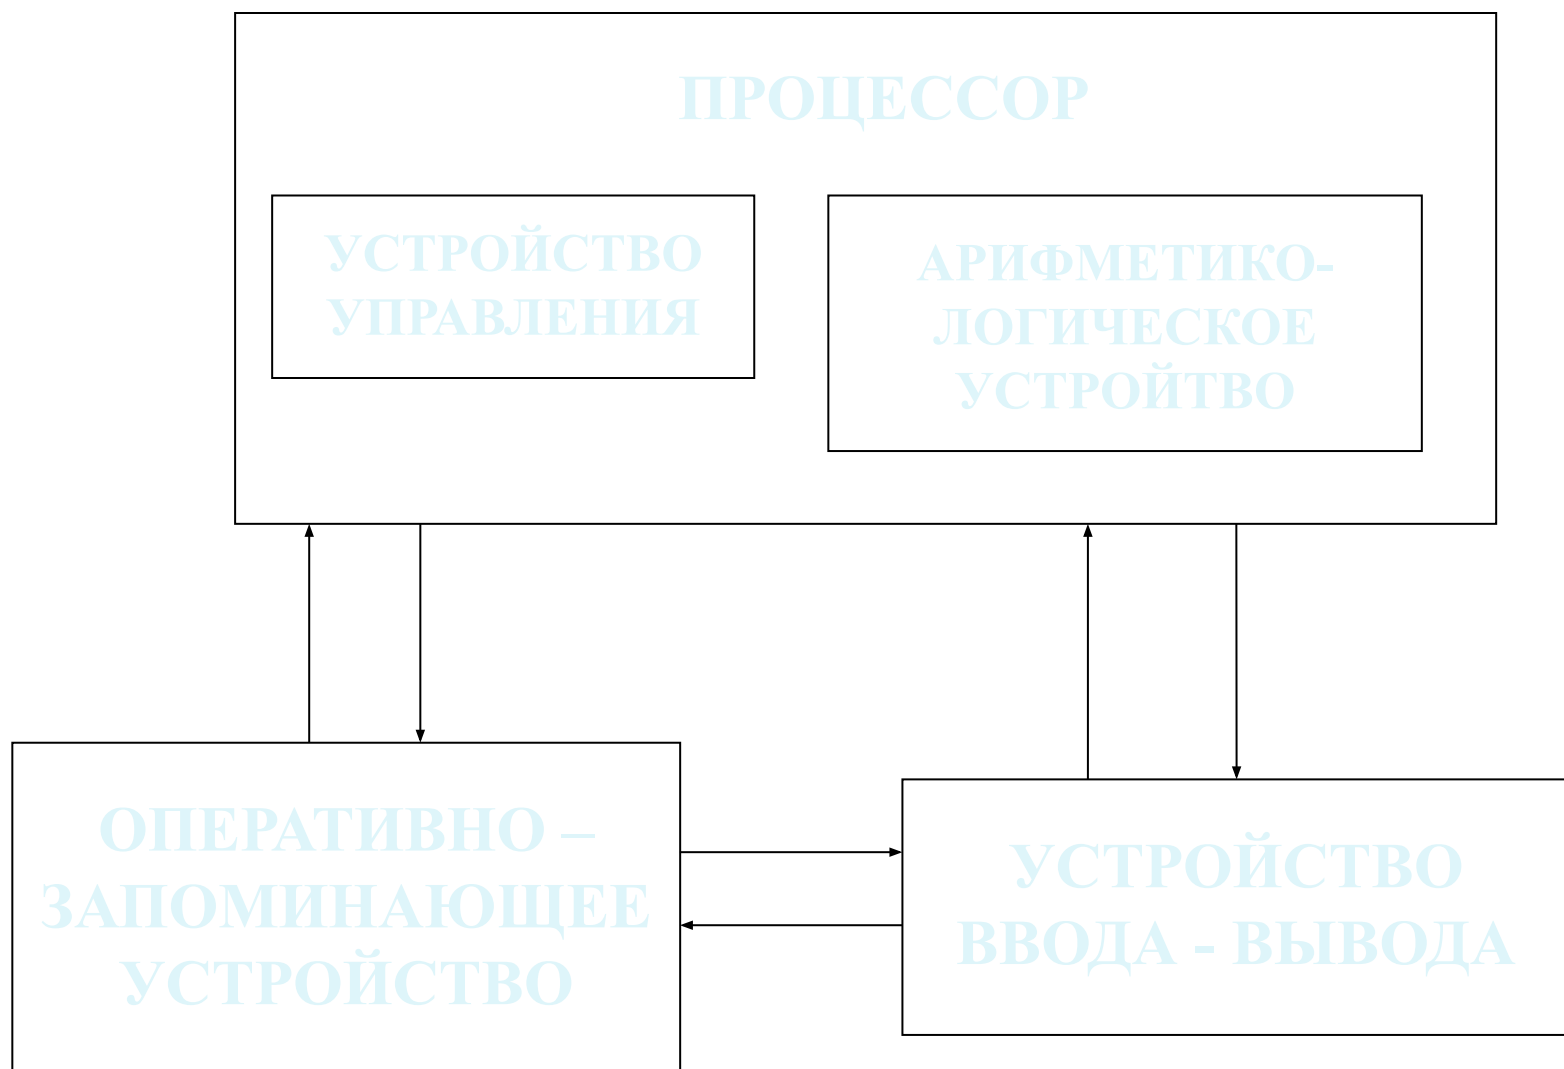 ПРОЦЕССОР
УСТРОЙСТВО
УПРАВЛЕНИЯ
АРИФМЕТИКО-
ЛОГИЧЕСКОЕ
УСТРОЙТВО
ОПЕРАТИВНО –
ЗАПОМИНАЮЩЕЕ
УСТРОЙСТВО
УСТРОЙСТВО
ВВОДА - ВЫВОДА